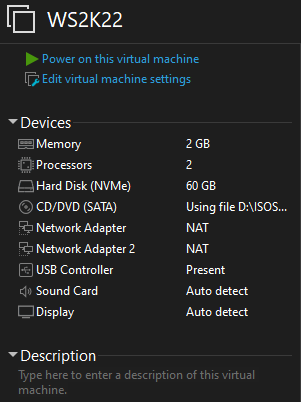 WS2K22
Power on this virtual machine
Edit virtual machine settings
Devices
Memory 2 GB
Processors 2
Hard Disk (NVMe) 60 GB
CD/DVD (SATA) Using file D:\ISOS...
Network Adapter NAT
Network Adapter 2 NAT
USB Controller Present
Sound Card Auto detect
Display Auto detect
Description
Type here to enter a description of this virtual
machine.